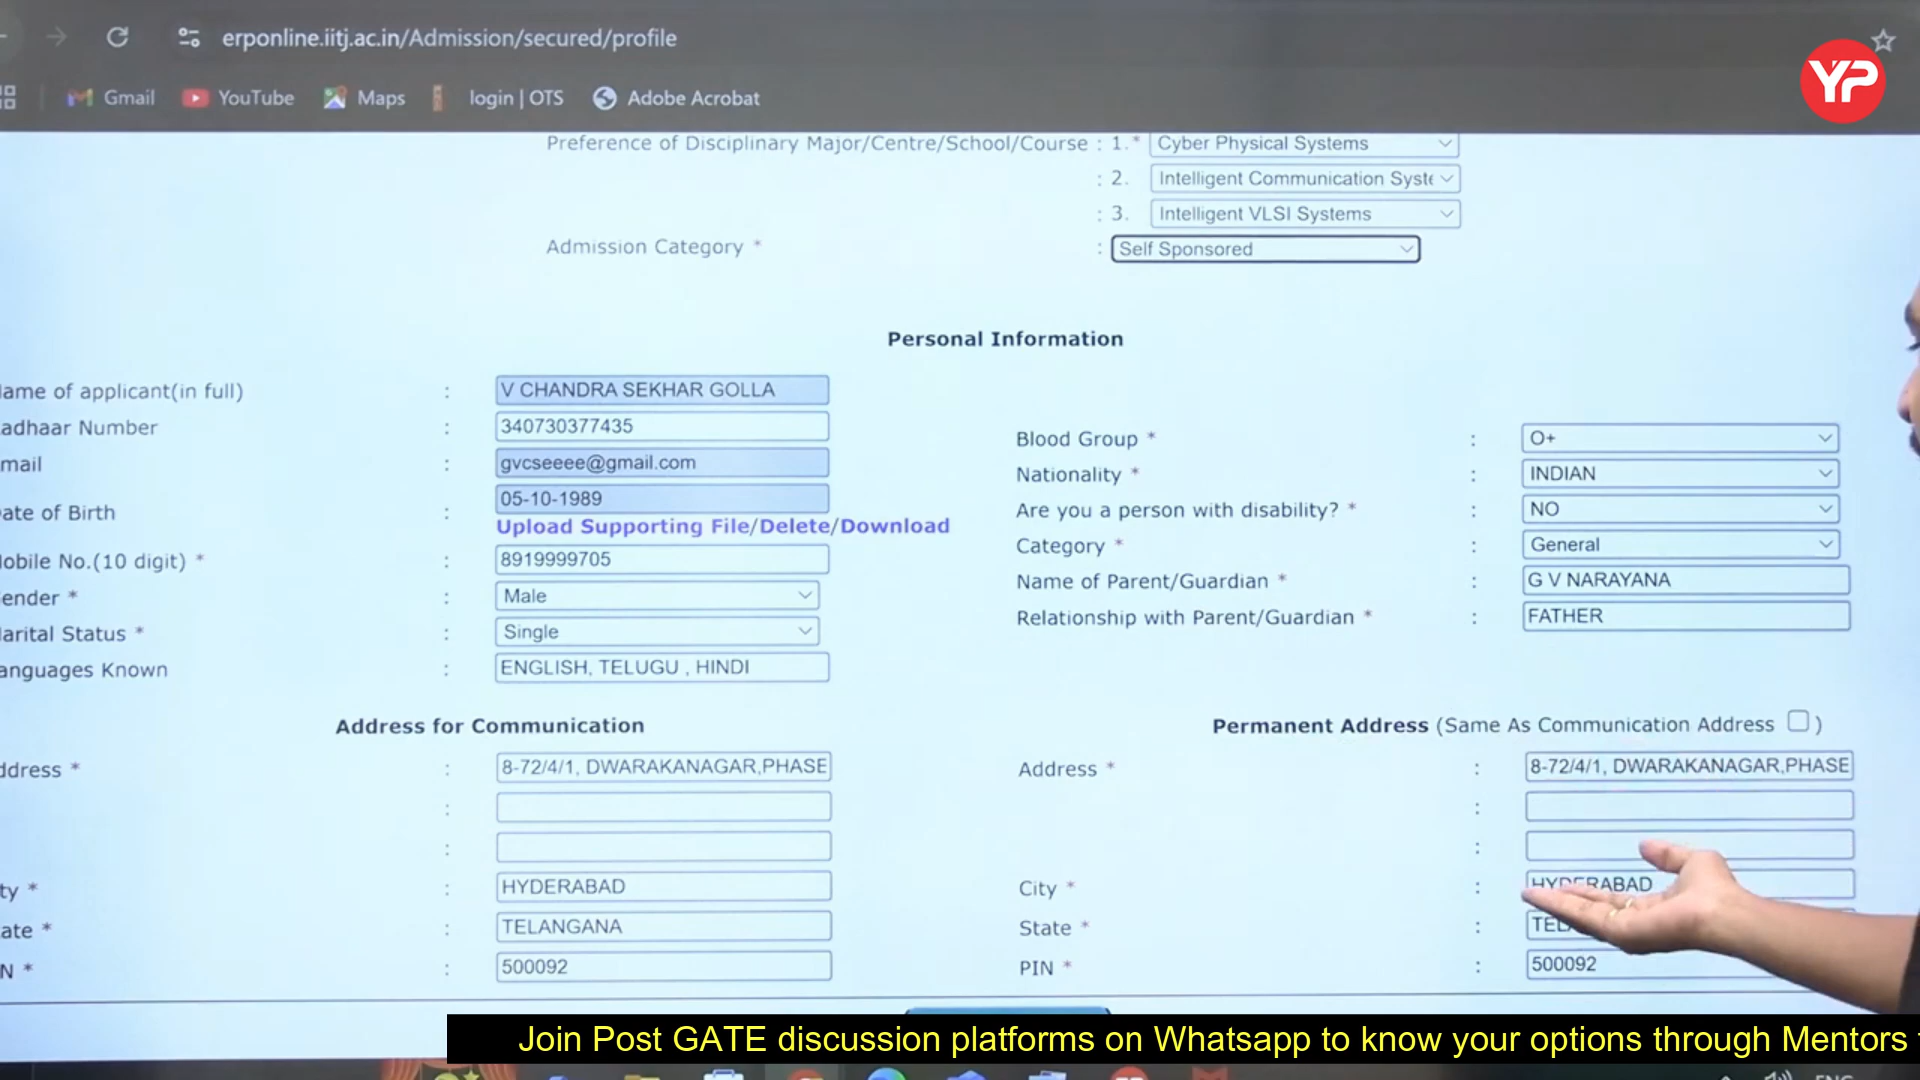 erponline.iitj.ac.in/Admission/secured/profile
Gmail YouTube Maps login | OTS Adobe Acrobat
YP
Preference of Disciplinary Major/Centre/School/Course : 1.* Cyber Physical Systems
: 2. Intelligent Communication Syste
: 3. Intelligent VLSI Systems
Admission Category * : Self Sponsored
Personal Information
ame of applicant(in full) : V CHANDRA SEKHAR GOLLA
adhaar Number : 340730377435
mail : gvcseeee@gmail.com
ate of Birth : 05-10-1989
Upload Supporting File/Delete/Download
obile No.(10 digit) * : 8919999705
ender * : Male
arital Status * : Single
anguages Known : ENGLISH, TELUGU , HINDI
Blood Group * : O+
Nationality * : INDIAN
Are you a person with disability? * : NO
Category * : General
Name of Parent/Guardian * : G V NARAYANA
Relationship with Parent/Guardian * : FATHER
Address for Communication
ddress * : 8-72/4/1, DWARAKANAGAR,PHASE
:
:
ty * : HYDERABAD
ate * : TELANGANA
N * : 500092
Permanent Address (Same As Communication Address )
Address * : 8-72/4/1, DWARAKANAGAR,PHASE
:
:
City * : HYDERABAD
State * :
PIN * : 500092
Join Post GATE discussion platforms on Whatsapp to know your options through Mentors